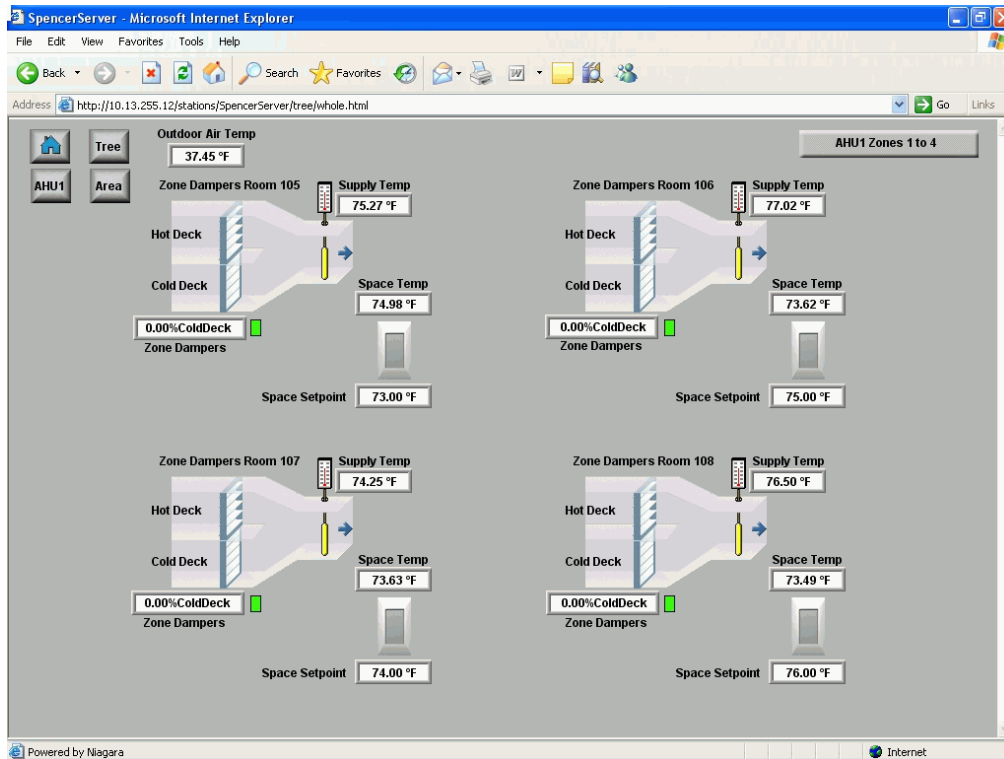 SpencerServer - Microsoft Internet Explorer
File Edit View Favorites Tools Help
Back Search Favorites
Address http://10.13.255.12/stations/SpencerServer/tree/whole.html Go Links
Tree
AHU1 Area
Outdoor Air Temp
37.45 °F
AHU1 Zones 1 to 4
Zone Dampers Room 105
Supply Temp
75.27 °F
Hot Deck
Cold Deck
Space Temp
74.98 °F
0.00%ColdDeck
Zone Dampers
Space Setpoint 73.00 °F
Zone Dampers Room 106
Supply Temp
77.02 °F
Hot Deck
Cold Deck
Space Temp
73.62 °F
0.00%ColdDeck
Zone Dampers
Space Setpoint 75.00 °F
Zone Dampers Room 107
Supply Temp
74.25 °F
Hot Deck
Cold Deck
Space Temp
73.63 °F
0.00%ColdDeck
Zone Dampers
Space Setpoint 74.00 °F
Zone Dampers Room 108
Supply Temp
76.50 °F
Hot Deck
Cold Deck
Space Temp
73.49 °F
0.00%ColdDeck
Zone Dampers
Space Setpoint 76.00 °F
Powered by Niagara Internet